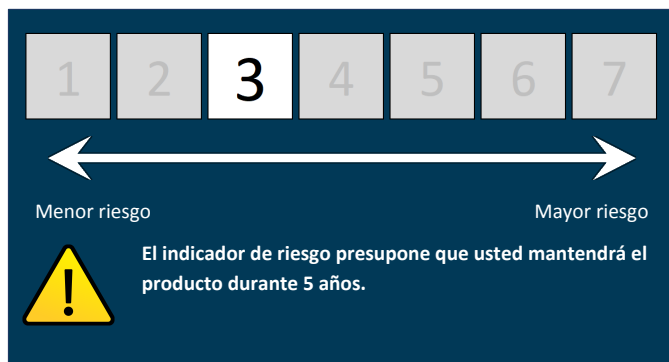 1 2 3 4 5 6 7
Menor riesgo Mayor riesgo
El indicador de riesgo presupone que usted mantendrá el
producto durante 5 años.